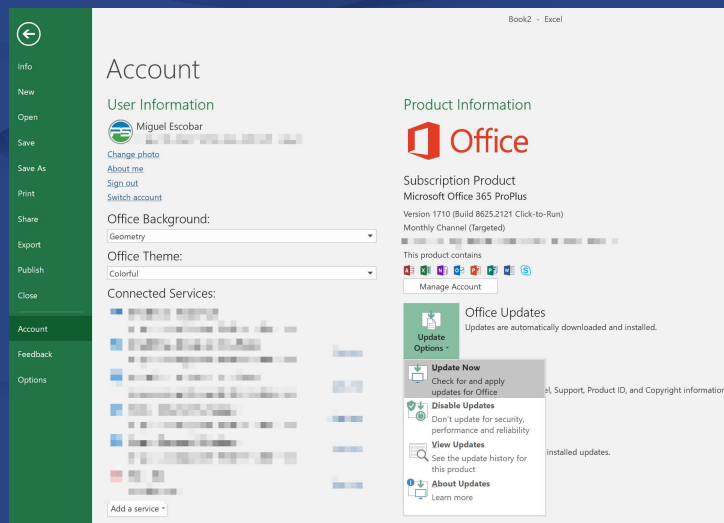 Book2 - Excel
Info
New
Open
Save
Save As
Print
Share
Export
Publish
Close
Account
Feedback
Options
Account
User Information
Miguel Escobar
Change photo
About me
Sign out
Switch account
Office Background:
Geometry
Office Theme:
Colorful
Connected Services:
Add a service
Product Information
Office
Subscription Product
Microsoft Office 365 ProPlus
Version 1710 (Build 8625.2121 Click-to-Run)
Monthly Channel (Targeted)
This product contains
Manage Account
Update
Options
Office Updates
Updates are automatically downloaded and installed.
Update Now
Check for and apply
updates for Office
el, Support, Product ID, and Copyright information
Disable Updates
Don't update for security,
performance and reliability
View Updates
See the update history for
this product
installed updates.
About Updates
Learn more